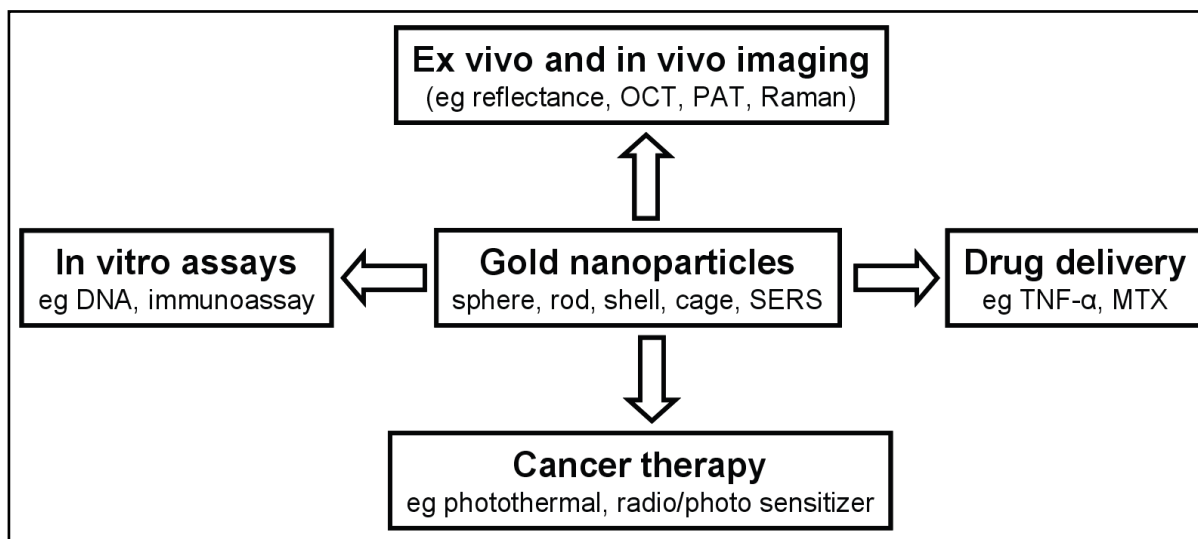 Ex vivo and in vivo imaging
(eg reflectance, OCT, PAT, Raman)
In vitro assays
eg DNA, immunoassay
Gold nanoparticles
sphere, rod, shell, cage, SERS
Drug delivery
eg TNF-α, MTX
Cancer therapy
eg photothermal, radio/photo sensitizer